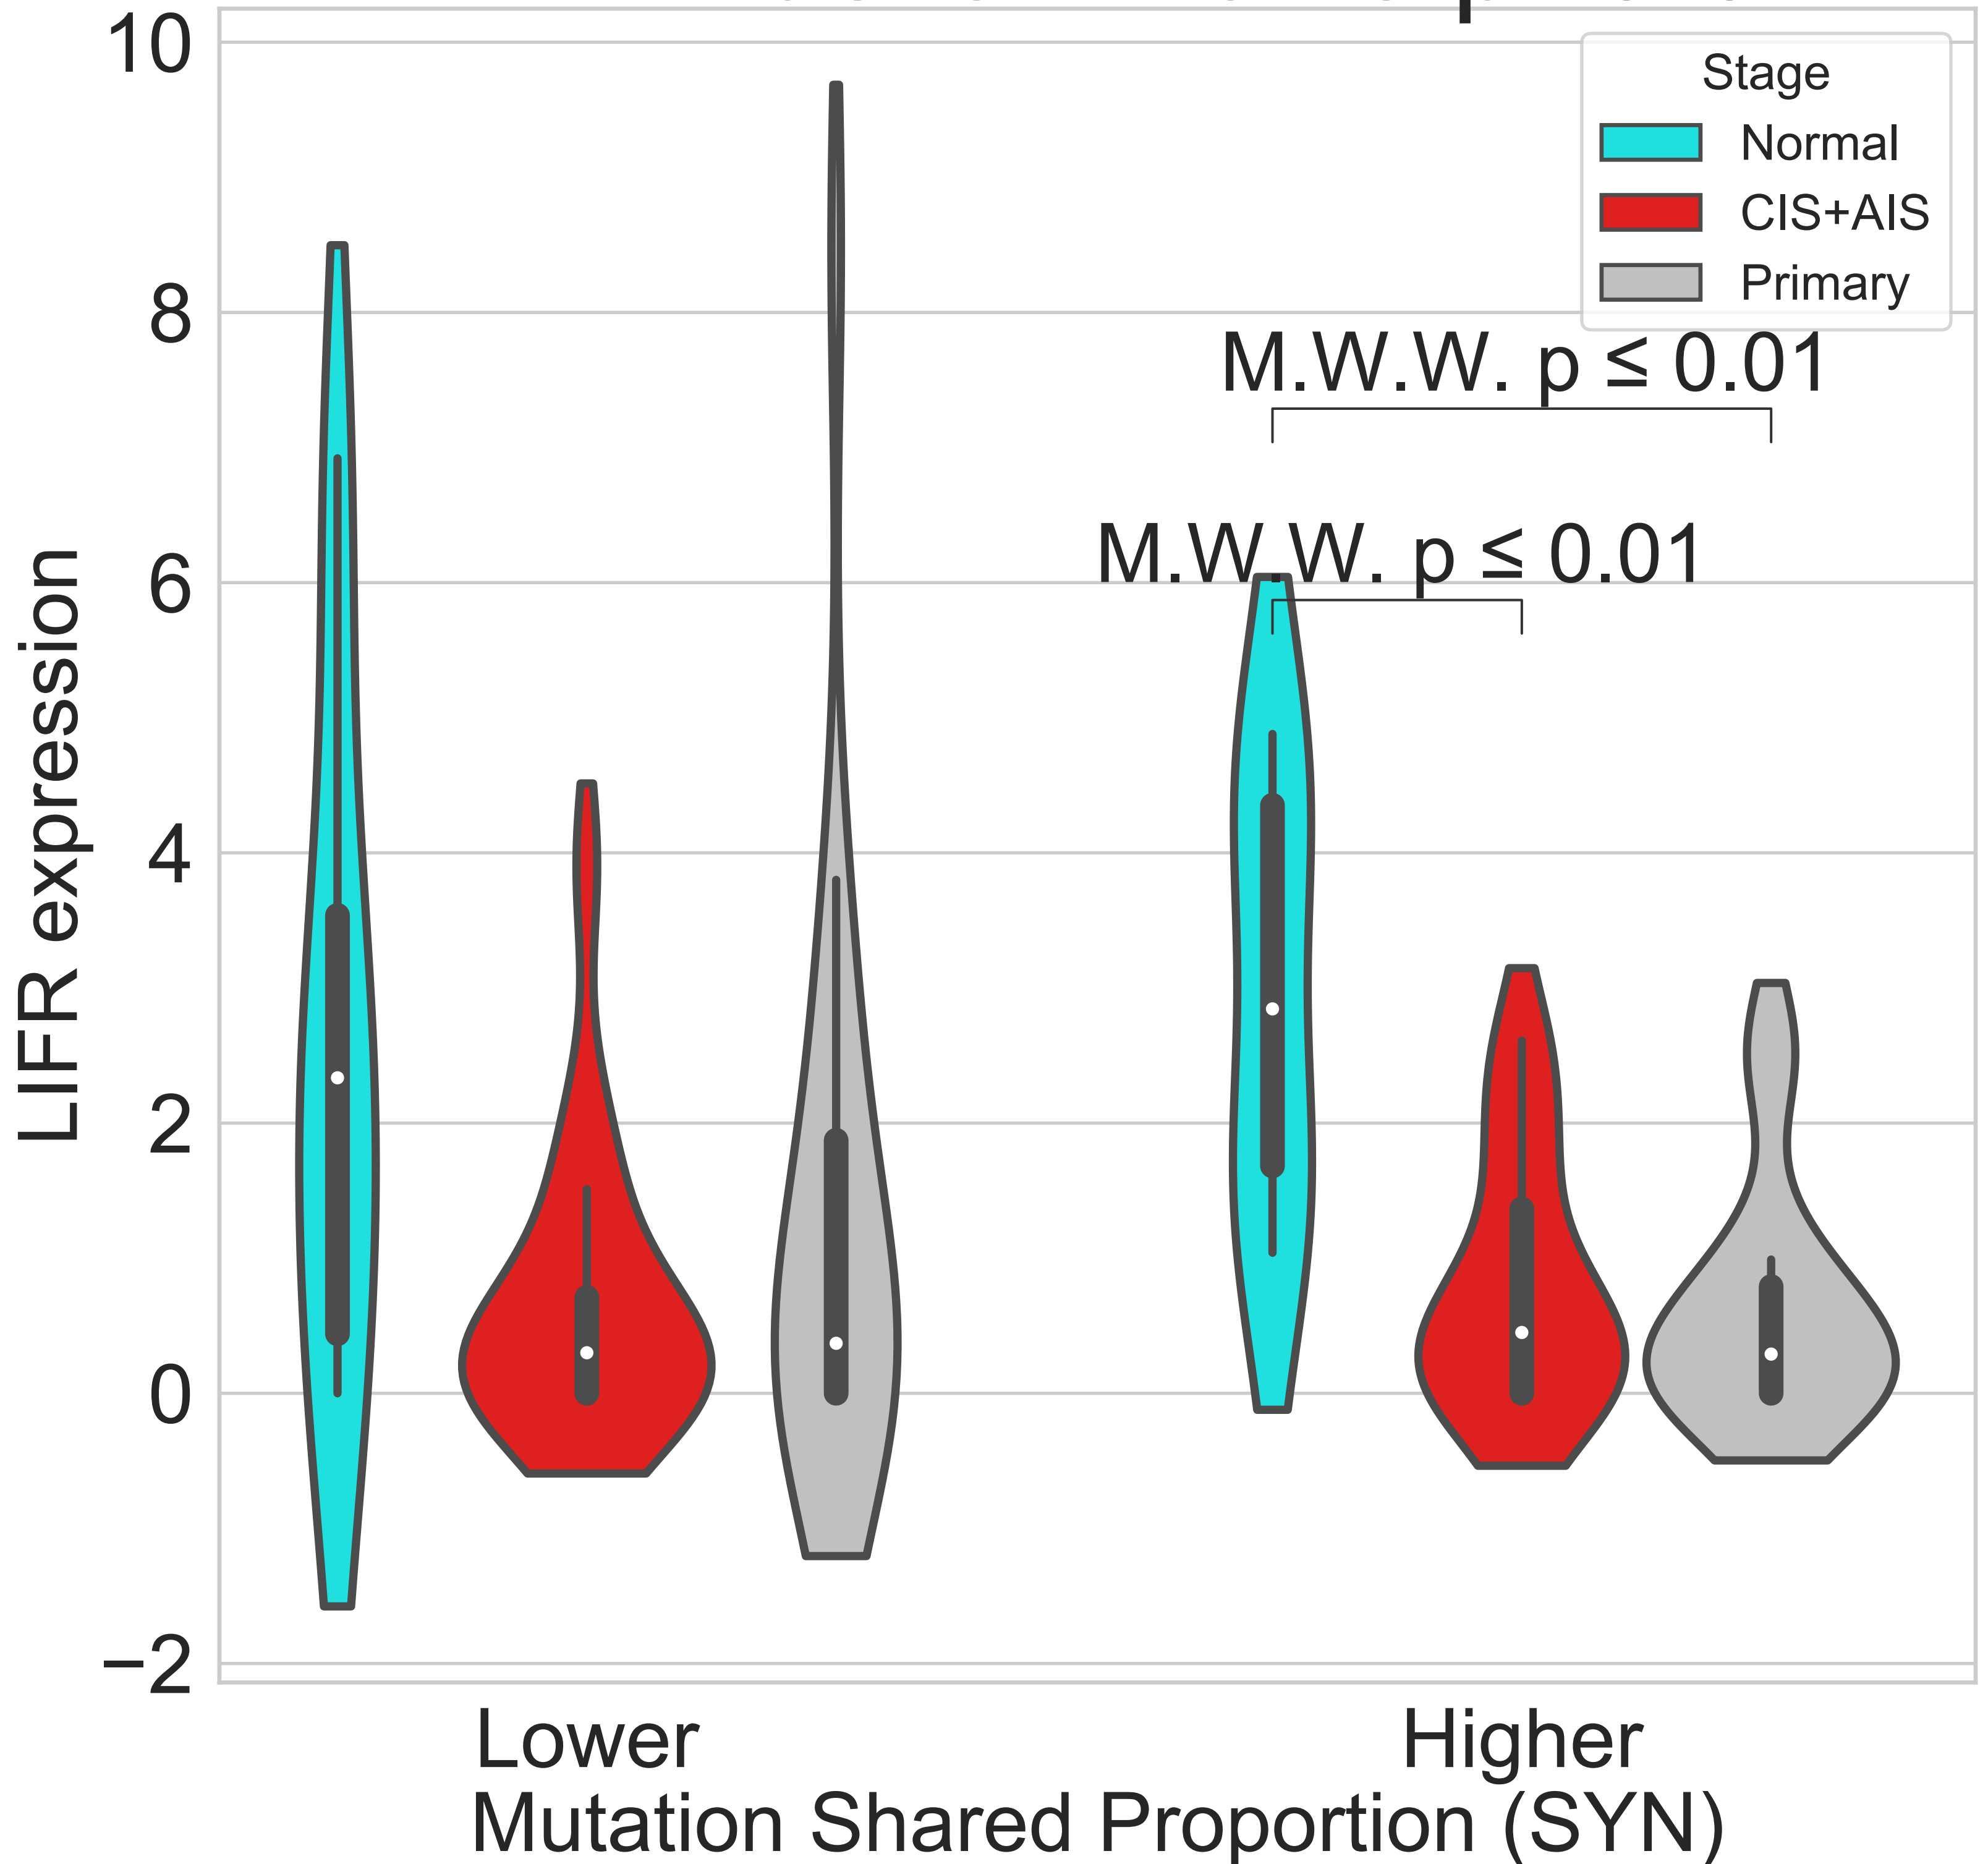 10
8
6
4
2
0
−2
LIFR expression
Stage
Normal
CIS+AIS
Primary
M.W.W. p ≤ 0.01
M.W.W. p ≤ 0.01
Lower
Higher
Mutation Shared Proportion (SYN)